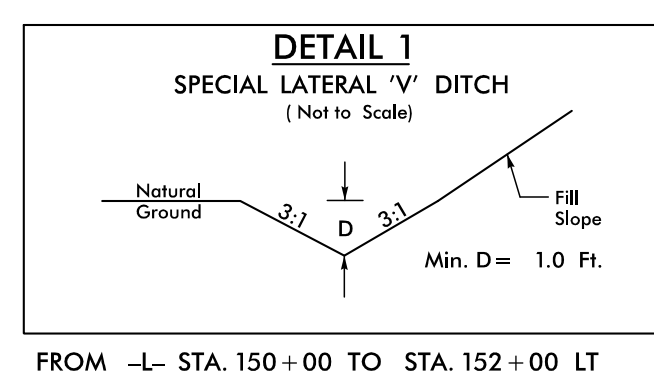 DETAIL 1
SPECIAL LATERAL 'V' DITCH
( Not to Scale)
Natural
Ground
3:1
D
3:1
Fill
Slope
Min. D = 1.0 Ft.
FROM -L- STA. 150+00 TO STA. 152+00 LT